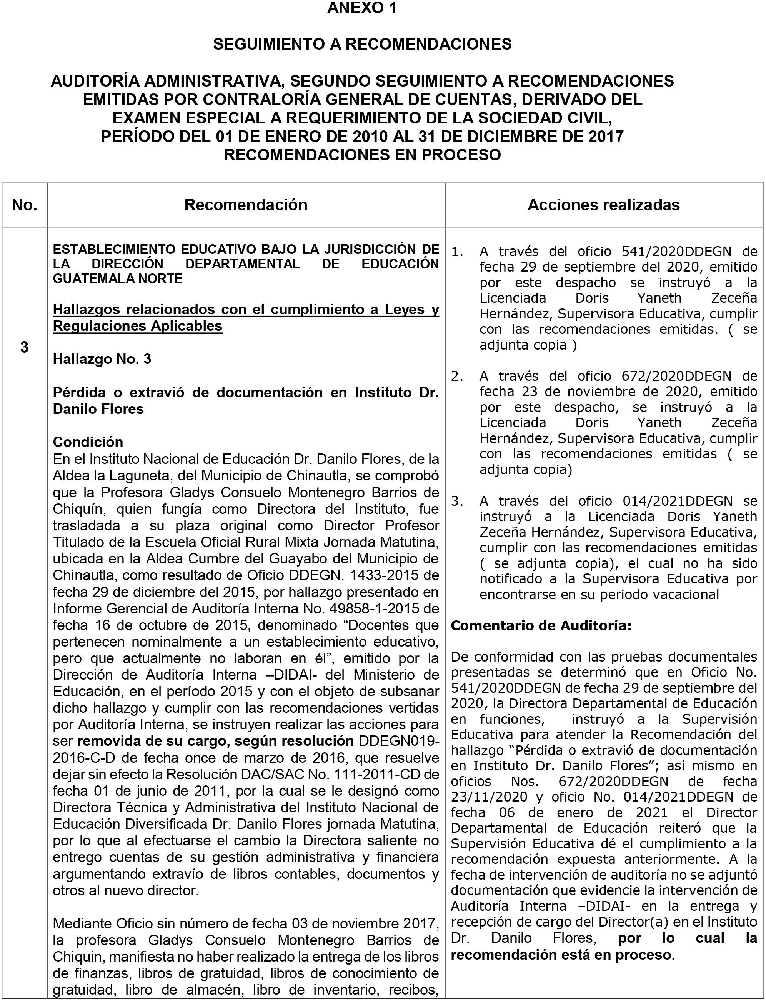 ANEXO 1
SEGUIMIENTO A RECOMENDACIONES
AUDITORÍA ADMINISTRATIVA, SEGUNDO SEGUIMIENTO A RECOMENDACIONES
EMITIDAS POR CONTRALORÍA GENERAL DE CUENTAS, DERIVADO DEL
EXAMEN ESPECIAL A REQUERIMIENTO DE LA SOCIEDAD CIVIL,
PERÍODO DEL 01 DE ENERO DE 2010 AL 31 DE DICIEMBRE DE 2017
RECOMENDACIONES EN PROCESO
No.
Recomendación
Acciones realizadas
3
ESTABLECIMIENTO EDUCATIVO BAJO LA JURISDICCIÓN DE
LA DIRECCIÓN DEPARTAMENTAL DE EDUCACIÓN
GUATEMALA NORTE
Hallazgos relacionados con el cumplimiento a Leyes y
Regulaciones Aplicables
Hallazgo No. 3
Pérdida o extravió de documentación en Instituto Dr.
Danilo Flores
Condición
En el Instituto Nacional de Educación Dr. Danilo Flores, de la
Aldea la Laguneta, del Municipio de Chinautla, se comprobó
que la Profesora Gladys Consuelo Montenegro Barrios de
Chiquín, quien fungía como Directora del Instituto, fue
trasladada a su plaza original como Director Profesor
Titulado de la Escuela Oficial Rural Mixta Jornada Matutina,
ubicada en la Aldea Cumbre del Guayabo del Municipio de
Chinautla, como resultado de Oficio DDEGN. 1433-2015 de
fecha 29 de diciembre del 2015, por hallazgo presentado en
Informe Gerencial de Auditoría Interna No. 49858-1-2015 de
fecha 16 de octubre de 2015, denominado “Docentes que
pertenecen nominalmente a un establecimiento educativo,
pero que actualmente no laboran en él”, emitido por la
Dirección de Auditoría Interna –DIDAI- del Ministerio de
Educación, en el período 2015 y con el objeto de subsanar
dicho hallazgo y cumplir con las recomendaciones vertidas
por Auditoría Interna, se instruyen realizar las acciones para
ser removida de su cargo, según resolución DDEGN019-
2016-C-D de fecha once de marzo de 2016, que resuelve
dejar sin efecto la Resolución DAC/SAC No. 111-2011-CD de
fecha 01 de junio de 2011, por la cual se le designó como
Directora Técnica y Administrativa del Instituto Nacional de
Educación Diversificada Dr. Danilo Flores jornada Matutina,
por lo que al efectuarse el cambio la Directora saliente no
entrego cuentas de su gestión administrativa y financiera
argumentando extravío de libros contables, documentos y
otros al nuevo director.
Mediante Oficio sin número de fecha 03 de noviembre 2017,
la profesora Gladys Consuelo Montenegro Barrios de
Chiquin, manifiesta no haber realizado la entrega de los libros
de finanzas, libros de gratuidad, libros de conocimiento de
gratuidad, libro de almacén, libro de inventario, recibos,
1. A través del oficio 541/2020DDEGN de
fecha 29 de septiembre del 2020, emitido
por este despacho se instruyó a la
Licenciada Doris Yaneth Zeceña
Hernández, Supervisora Educativa, cumplir
con las recomendaciones emitidas. ( se
adjunta copia )
2. A través del oficio 672/2020DDEGN de
fecha 23 de noviembre de 2020, emitido
por este despacho, se instruyó a la
Licenciada Doris Yaneth Zeceña
Hernández, Supervisora Educativa, cumplir
con las recomendaciones emitidas ( se
adjunta copia)
3. A través del oficio 014/2021DDEGN se
instruyó a la Licenciada Doris Yaneth
Zeceña Hernández, Supervisora Educativa,
cumplir con las recomendaciones emitidas
( se adjunta copia), el cual no ha sido
notificado a la Supervisora Educativa por
encontrarse en su periodo vacacional
Comentario de Auditoría:
De conformidad con las pruebas documentales
presentadas se determinó que en Oficio No.
541/2020DDEGN de fecha 29 de septiembre del
2020, la Directora Departamental de Educación
en funciones, instruyó a la Supervisión
Educativa para atender la Recomendación del
hallazgo “Pérdida o extravió de documentación
en Instituto Dr. Danilo Flores”; así mismo en
oficios Nos. 672/2020DDEGN de fecha
23/11/2020 y oficio No. 014/2021DDEGN de
fecha 06 de enero de 2021 el Director
Departamental de Educación reiteró que la
Supervisión Educativa dé el cumplimiento a la
recomendación expuesta anteriormente. A la
fecha de intervención de auditoría no se adjuntó
documentación que evidencie la intervención de
Auditoría Interna –DIDAI- en la entrega y
recepción de cargo del Director(a) en el Instituto
Dr. Danilo Flores, por lo cual la
recomendación está en proceso.